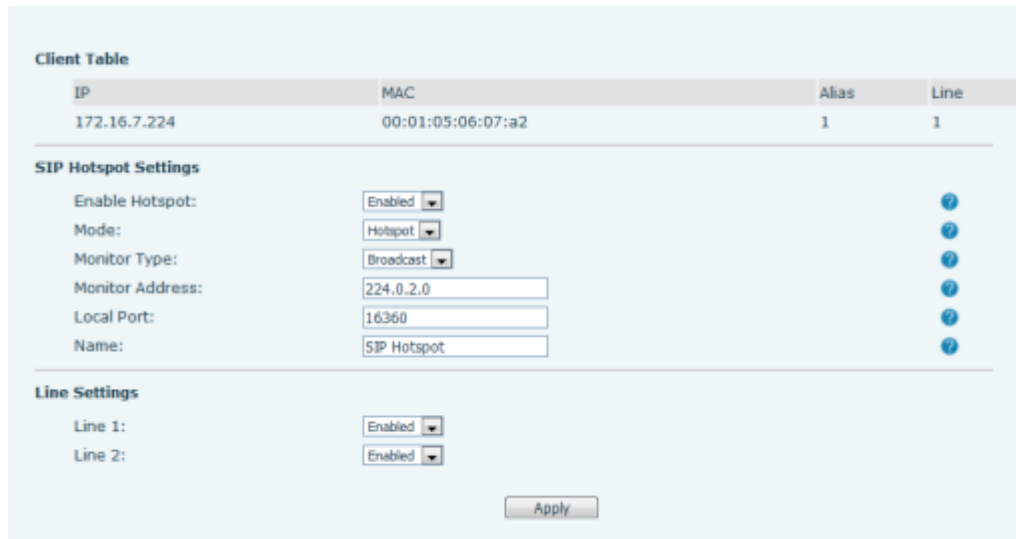 Client Table
IP MAC Alias Line
172.16.7.224 00:01:05:06:07:a2 1 1
SIP Hotspot Settings
Enable Hotspot: Enabled
Mode: Hotspot
Monitor Type: Broadcast
Monitor Address: 224.0.2.0
Local Port: 16360
Name: SIP Hotspot
Line Settings
Line 1: Enabled
Line 2: Enabled
Apply